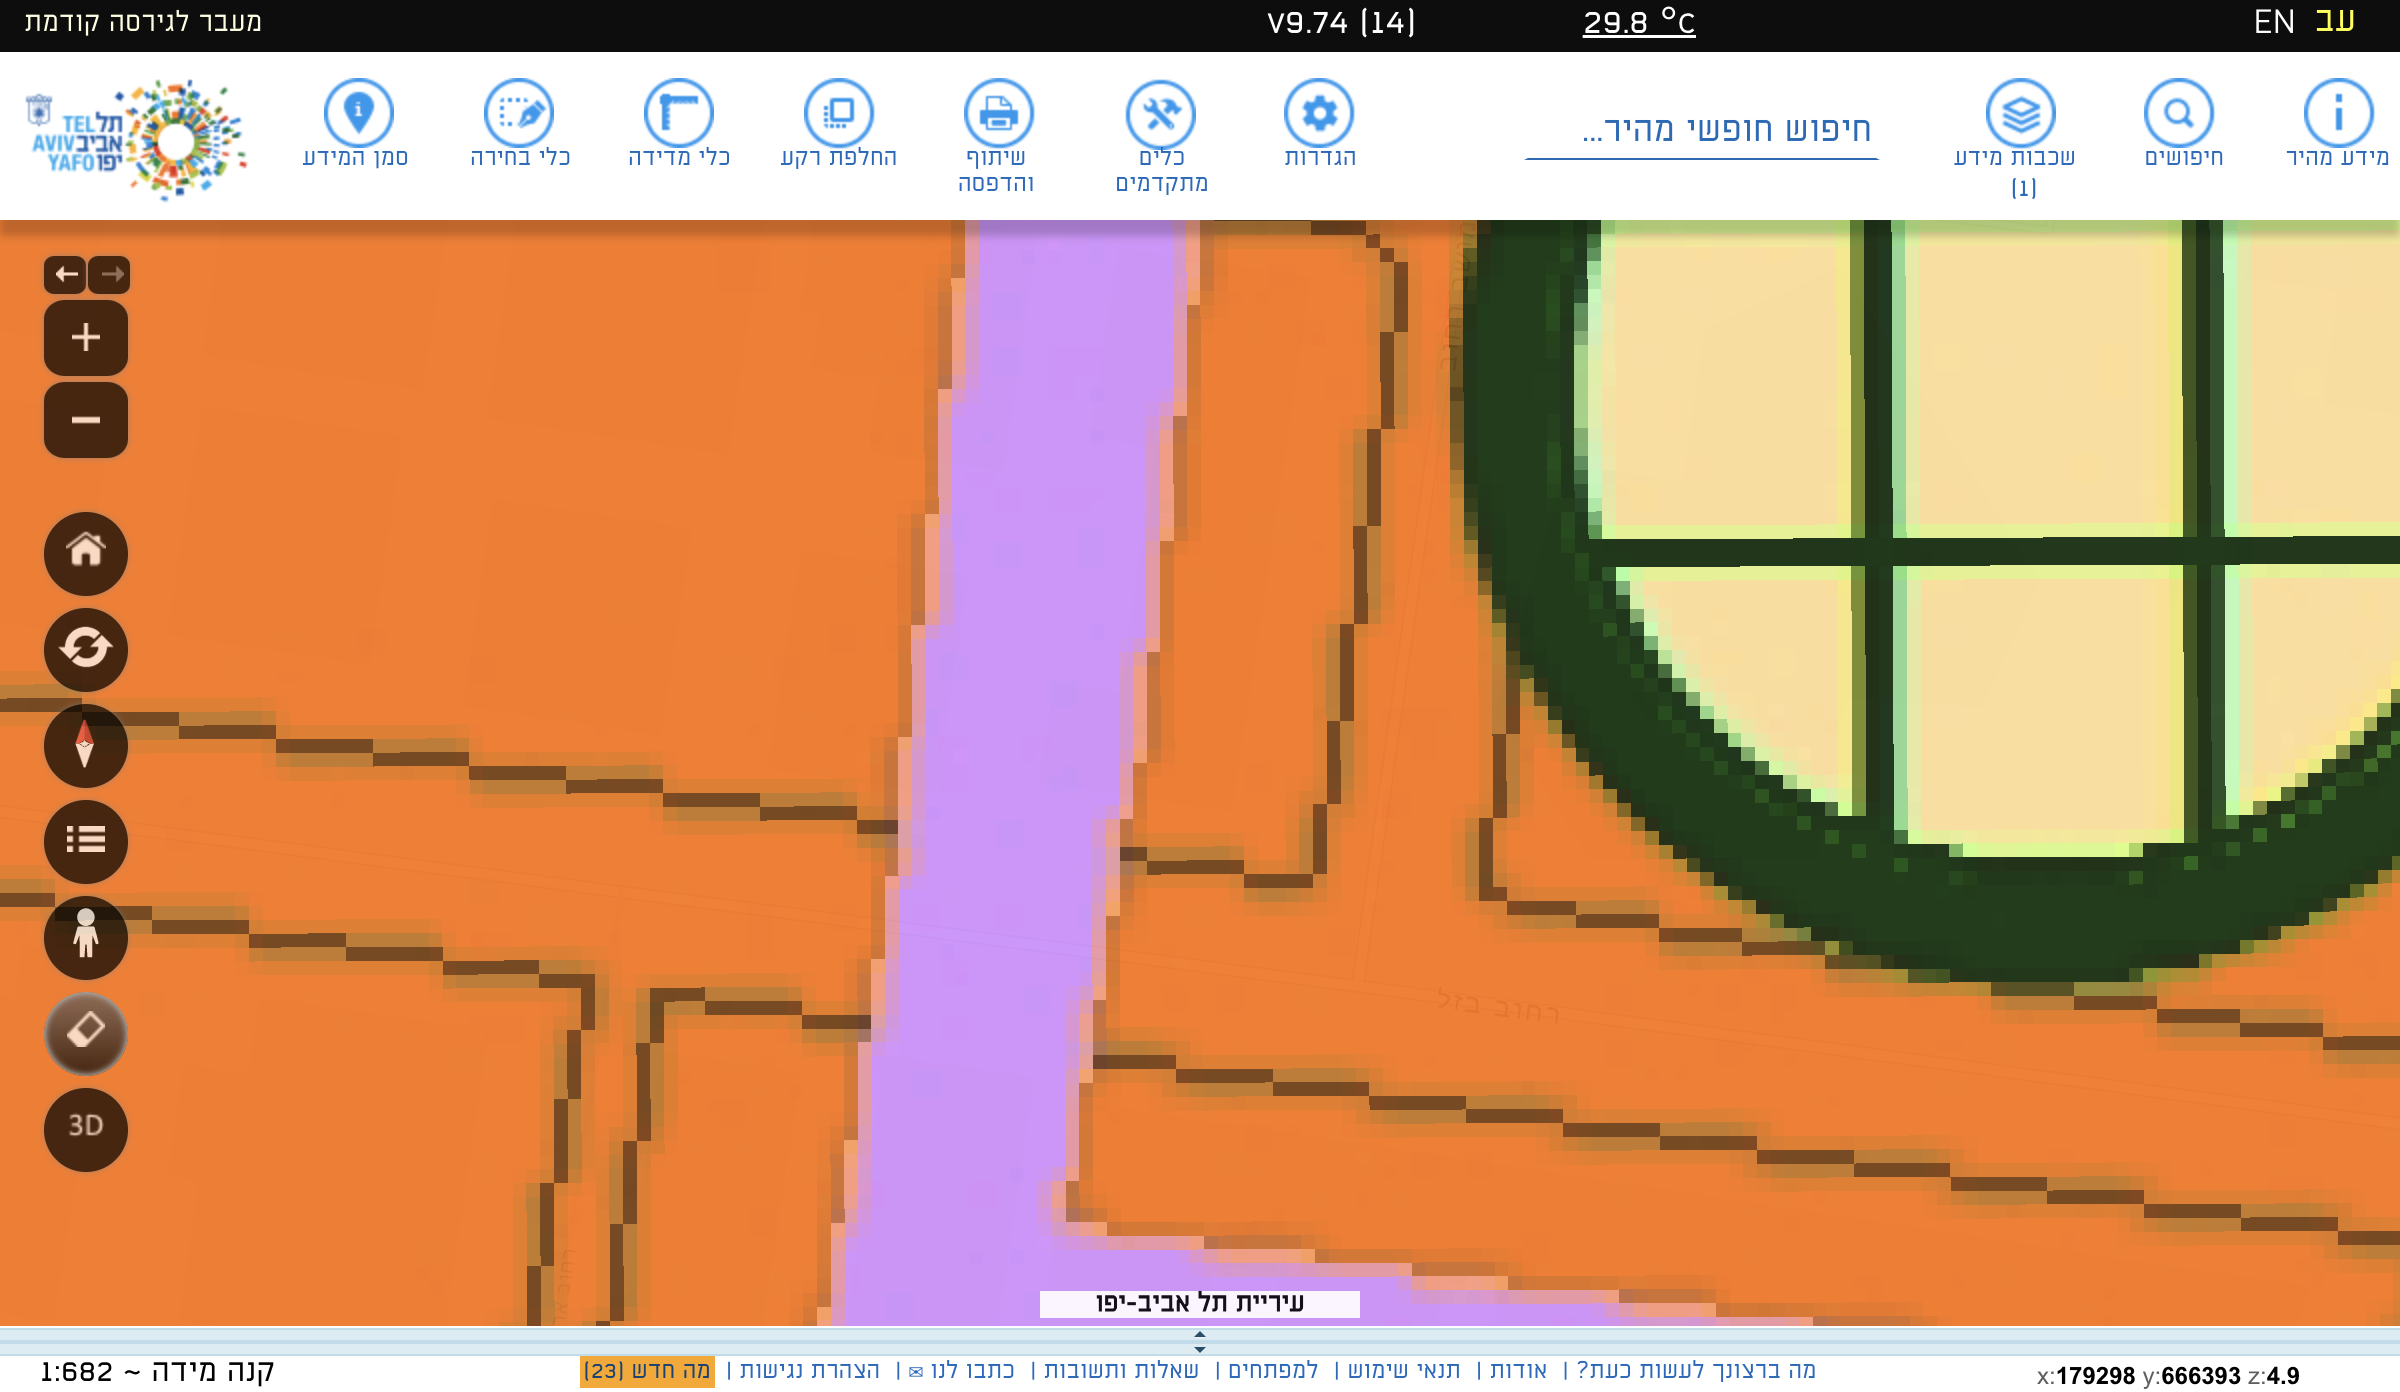 מעבר לגירסה קודמת
V9.74 (14)
29.8 °C
EN עב
תל אביב יפו
TEL AVIV YAFO
סמן המידע
כלי בחירה
כלי מדידה
החלפת רקע
שיתוף והדפסה
כלים מתקדמים
הגדרות
חיפוש חופשי מהיר...
שכבות מידע (1)
חיפושים
מידע מהיר
3D
רחוב בזל
עיריית תל אביב-יפו
קנה מידה ~ 1:682
מה ברצונך לעשות כעת? | אודות | תנאי שימוש | למפתחים | שאלות ותשובות | כתבו לנו ✉ | הצהרת נגישות | מה חדש (23)
x:179298 y:666393 z:4.9